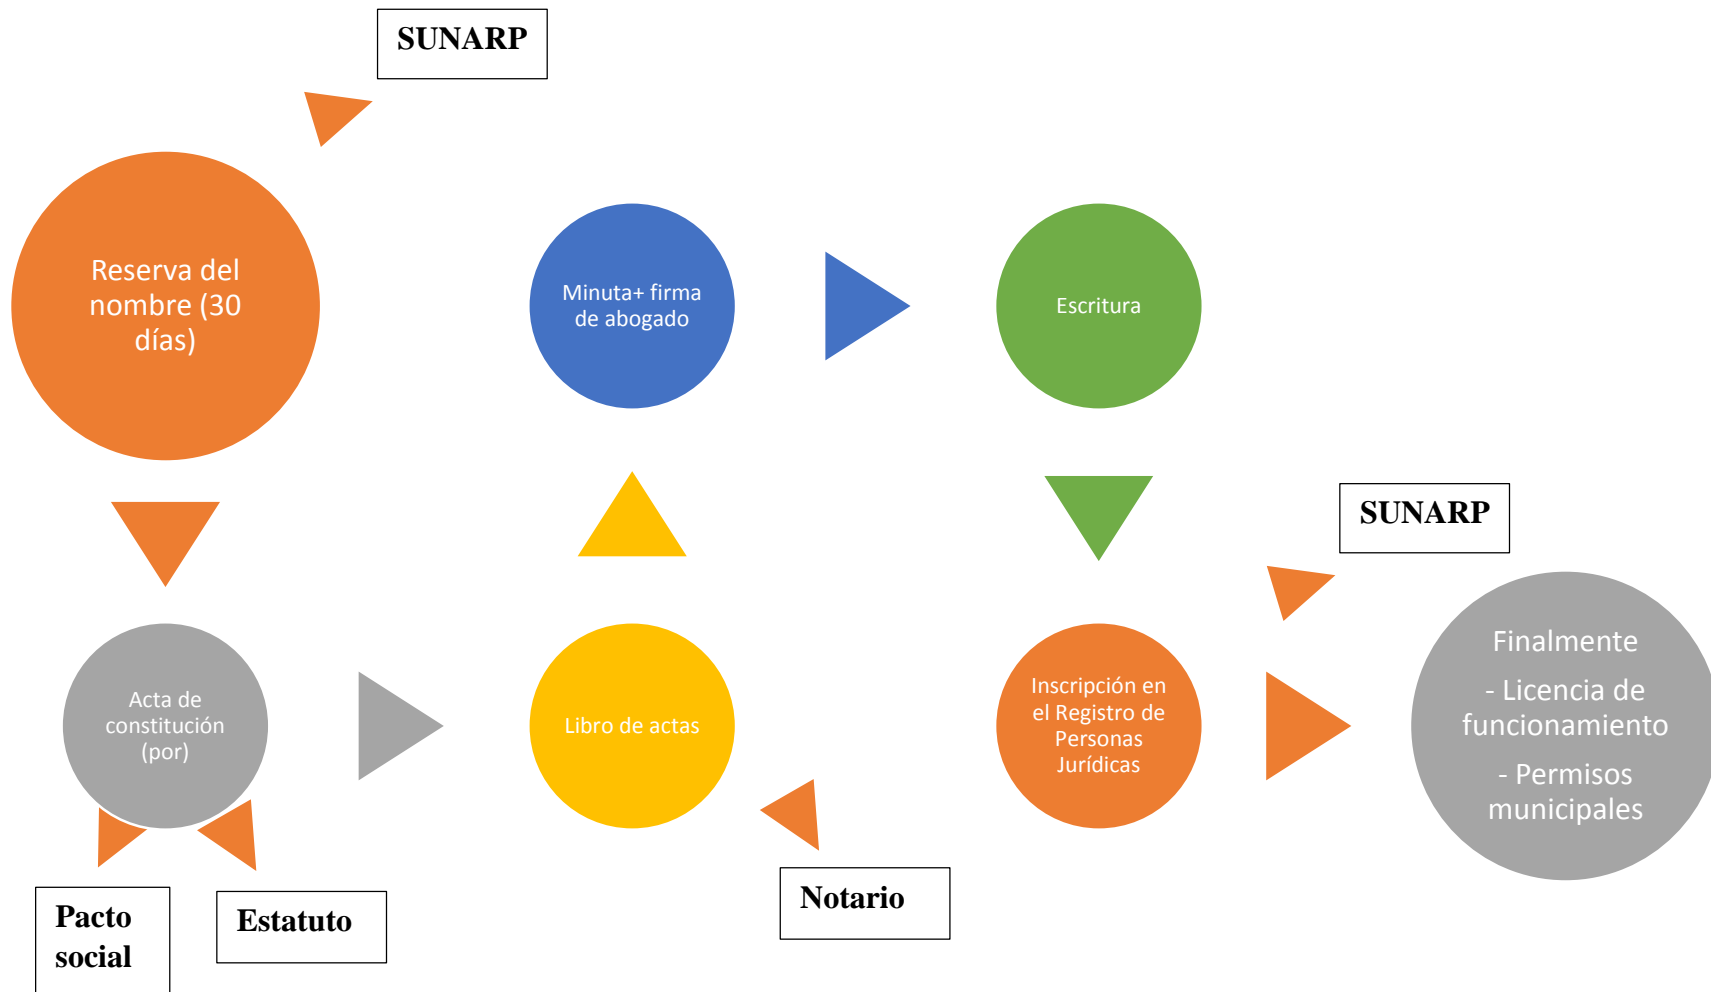 SUNARP
Reserva del
nombre (30
días)
Minuta+ firma
de abogado
Escritura
SUNARP
Acta de
constitución
(por)
Libro de actas
Inscripción en
el Registro de
Personas
Jurídicas
Finalmente
- Licencia de
funcionamiento
- Permisos
municipales
Pacto
social
Estatuto
Notario